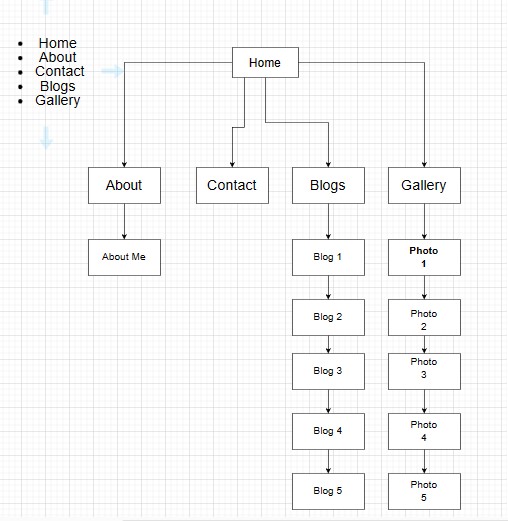 Home
About
Contact
Blogs
Gallery
Home
About
Contact
Blogs
Gallery
About Me
Blog 1
Photo
1
Blog 2
Photo
2
Blog 3
Photo
3
Blog 4
Photo
4
Blog 5
Photo
5